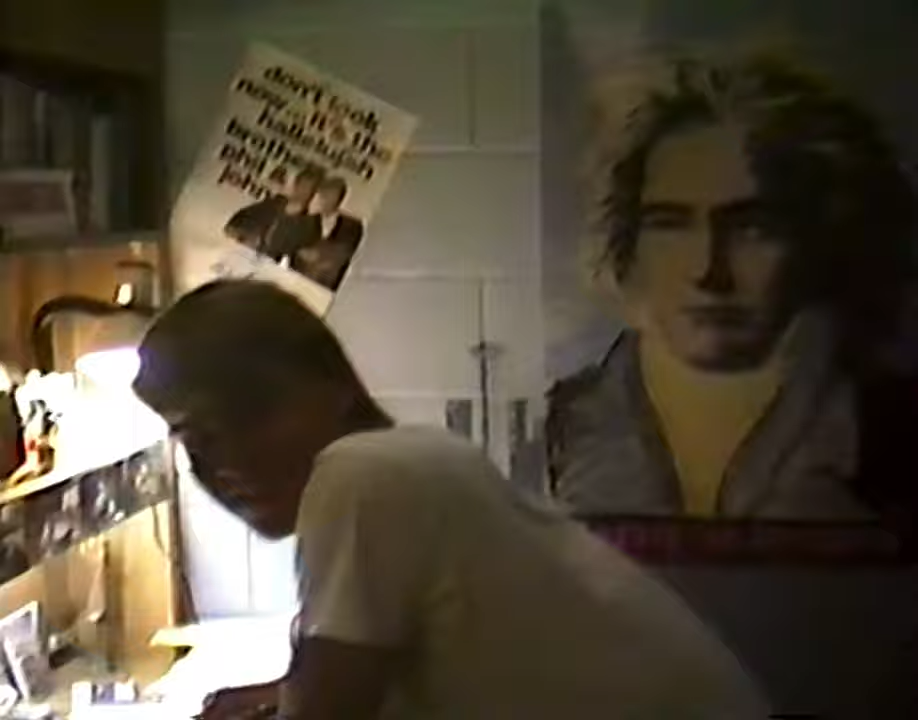 don't look
now... it's the
hallelujah
brothers
phil &
john